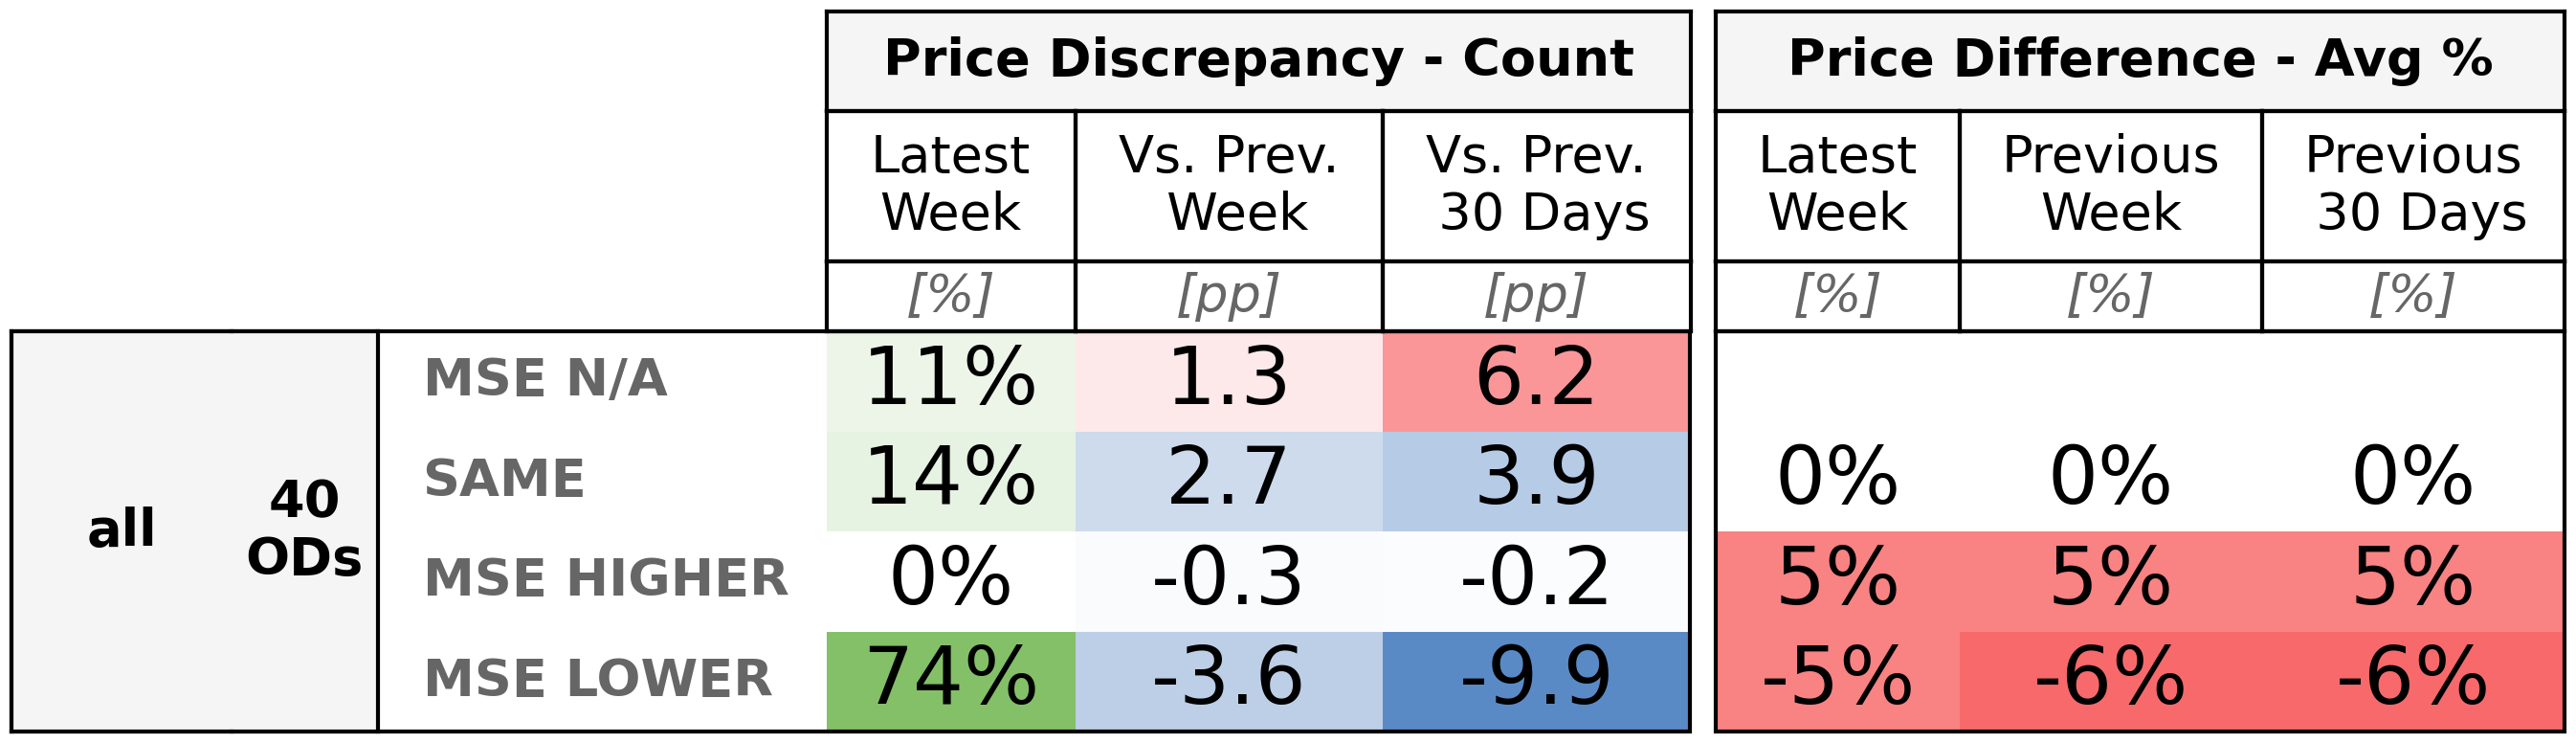 Price Discrepancy - Count Price Difference - Avg %
Latest Week Vs. Prev. Week Vs. Prev. 30 Days Latest Week Previous Week Previous 30 Days
[%] [pp] [pp] [%] [%] [%]
all 40 ODs
MSE N/A 11% 1.3 6.2
SAME 14% 2.7 3.9 0% 0% 0%
MSE HIGHER 0% -0.3 -0.2 5% 5% 5%
MSE LOWER 74% -3.6 -9.9 -5% -6% -6%